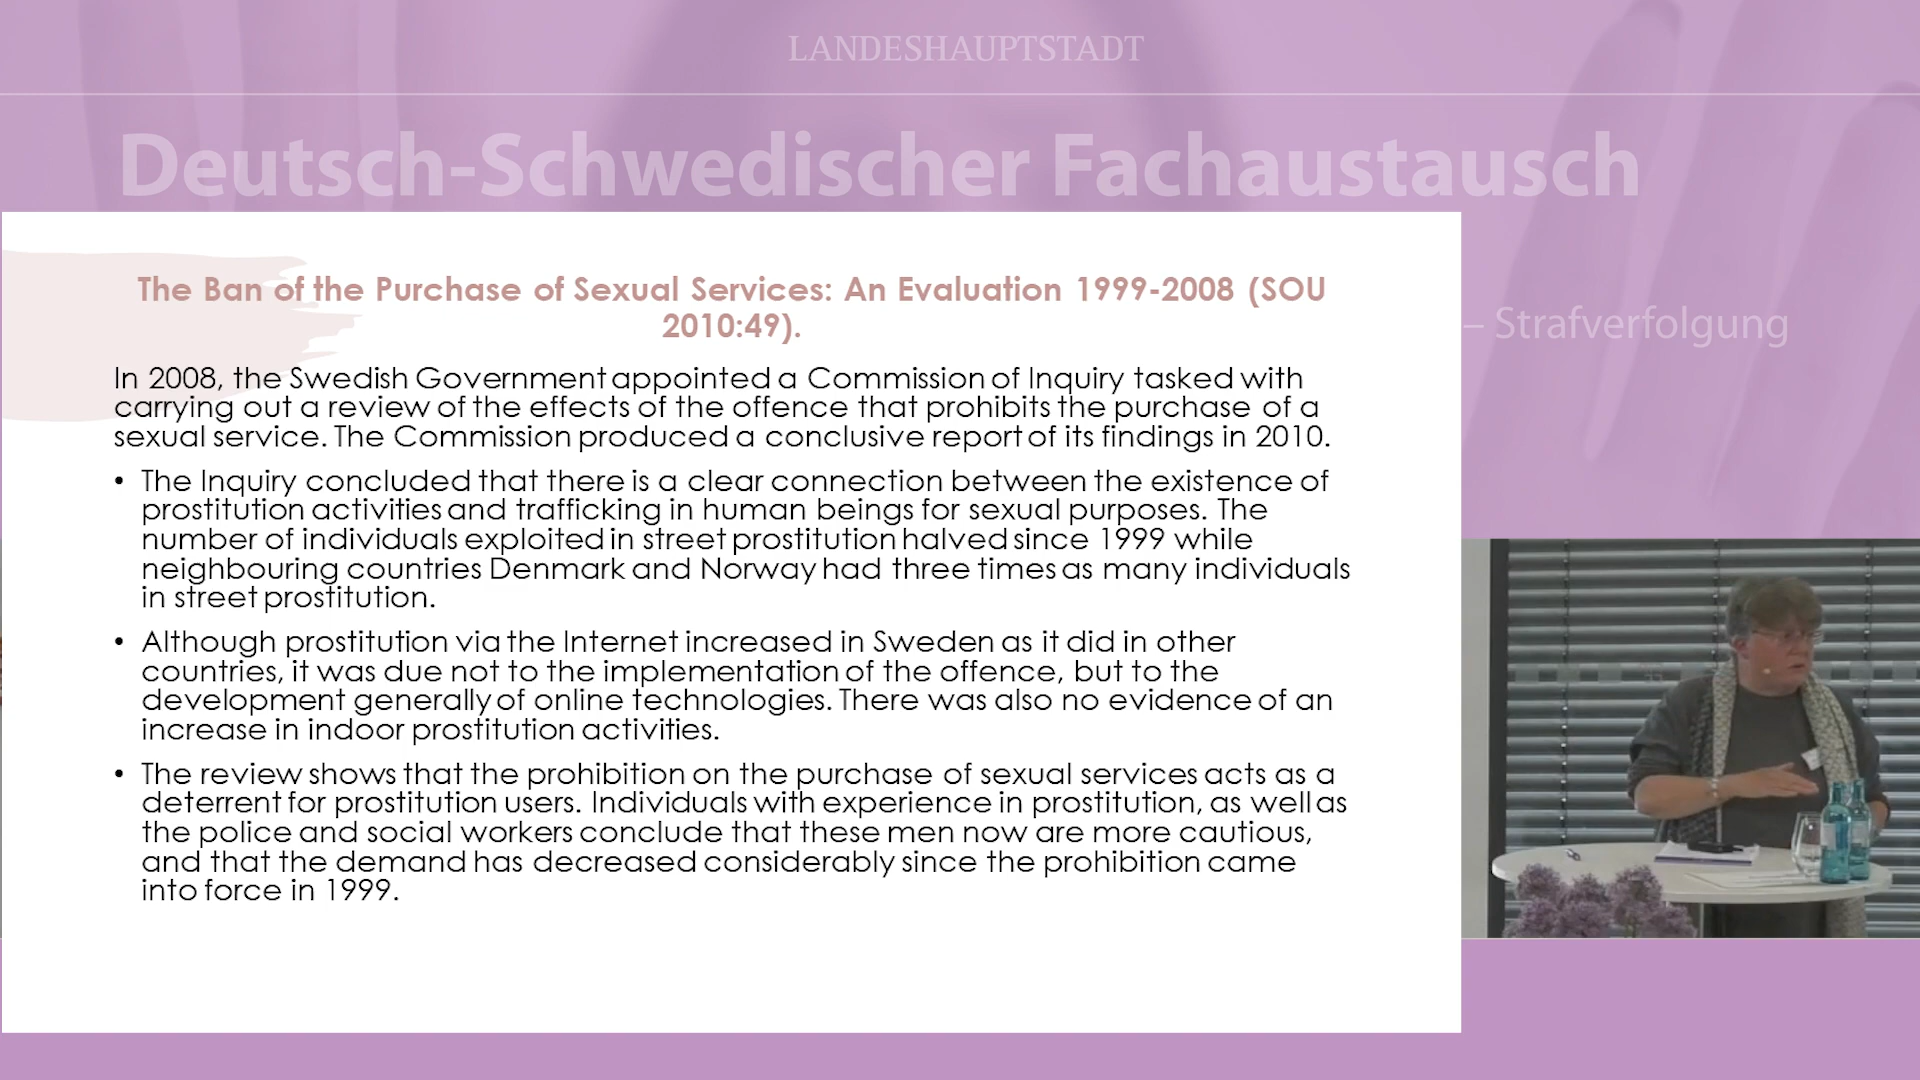 LANDESHAUPTSTADT
Deutsch-Schwedischer Fachaustausch
– Strafverfolgung
The Ban of the Purchase of Sexual Services: An Evaluation 1999-2008 (SOU
2010:49).
In 2008, the Swedish Government appointed a Commission of Inquiry tasked with
carrying out a review of the effects of the offence that prohibits the purchase of a
sexual service. The Commission produced a conclusive report of its findings in 2010.
• The Inquiry concluded that there is a clear connection between the existence of
prostitution activities and trafficking in human beings for sexual purposes. The
number of individuals exploited in street prostitution halved since 1999 while
neighbouring countries Denmark and Norway had three times as many individuals
in street prostitution.
• Although prostitution via the Internet increased in Sweden as it did in other
countries, it was due not to the implementation of the offence, but to the
development generally of online technologies. There was also no evidence of an
increase in indoor prostitution activities.
• The review shows that the prohibition on the purchase of sexual services acts as a
deterrent for prostitution users. Individuals with experience in prostitution, as well as
the police and social workers conclude that these men now are more cautious,
and that the demand has decreased considerably since the prohibition came
into force in 1999.